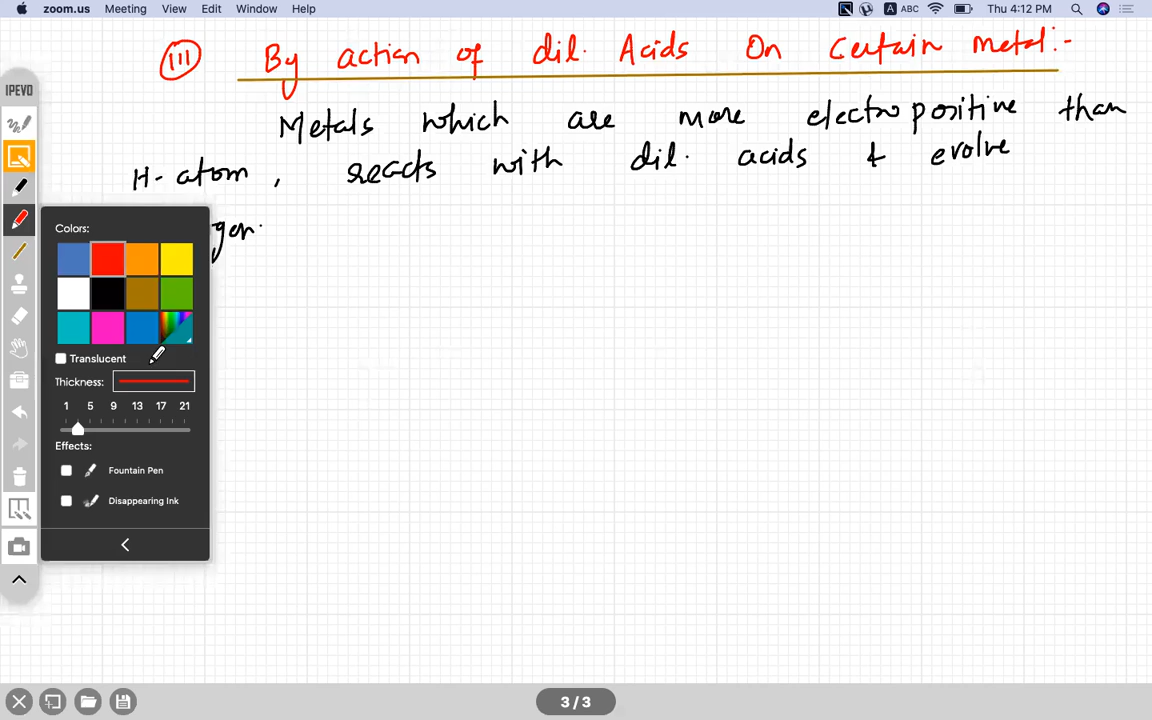 zoom.us Meeting View Edit Window Help ABC Thu 4:12 PM
(III) By action of dil. Acids On Certain metal:-
Metals which are more electropositive than
H-atom, reacts with dil. acids & evolve
gen.
IPEVO
Colors:
Translucent
Thickness:
1 5 9 13 17 21
Effects:
Fountain Pen
Disappearing Ink
3 / 3